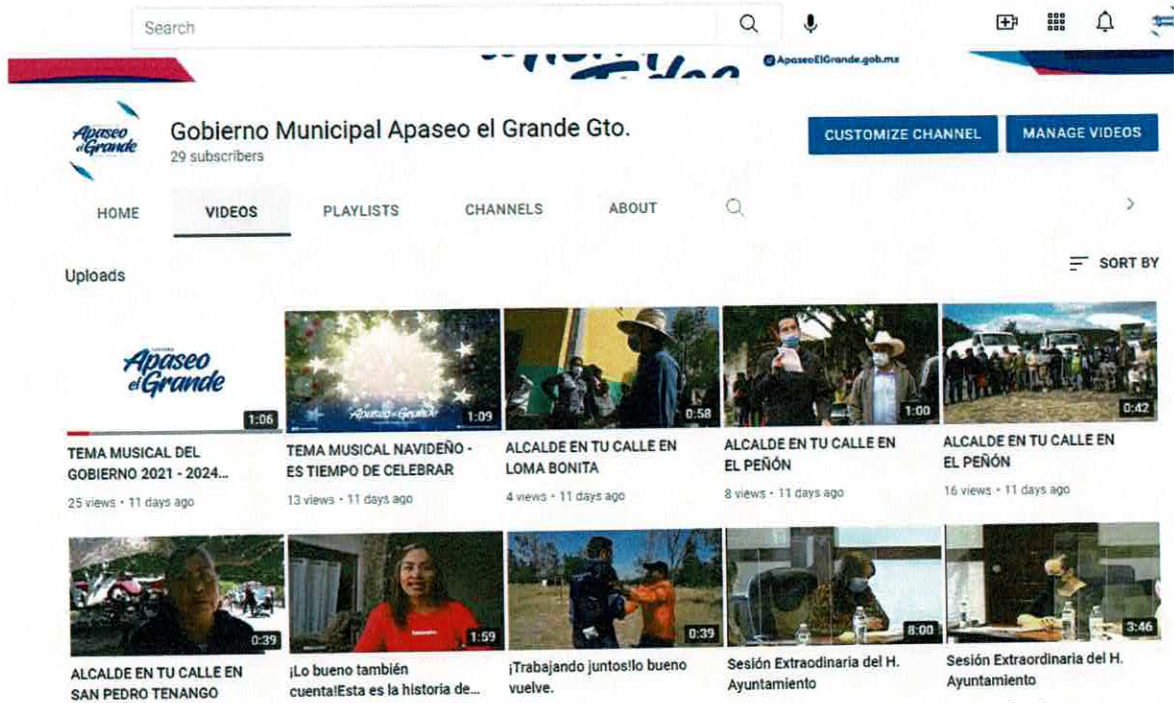 Search
ApaseoElGrande.gob.mx
Apaseo
el Grande
Gobierno Municipal Apaseo el Grande Gto.
29 subscribers
CUSTOMIZE CHANNEL
MANAGE VIDEOS
HOME
VIDEOS
PLAYLISTS
CHANNELS
ABOUT
SORT BY
Uploads
Apaseo
el Grande
1:06
Apaseo el Grande
1:09
0:58
1:00
0:42
TEMA MUSICAL DEL
GOBIERNO 2021 - 2024...
25 views • 11 days ago
TEMA MUSICAL NAVIDEÑO -
ES TIEMPO DE CELEBRAR
13 views • 11 days ago
ALCALDE EN TU CALLE EN
LOMA BONITA
4 views • 11 days ago
ALCALDE EN TU CALLE EN
EL PEÑÓN
8 views • 11 days ago
ALCALDE EN TU CALLE EN
EL PEÑÓN
16 views • 11 days ago
0:39
1:59
0:39
8:00
3:46
ALCALDE EN TU CALLE EN
SAN PEDRO TENANGO
¡Lo bueno también
cuenta!Esta es la historia de...
¡Trabajando juntos!lo bueno
vuelve.
Sesión Extraodinaria del H.
Ayuntamiento
Sesión Extraordinaria del H.
Ayuntamiento